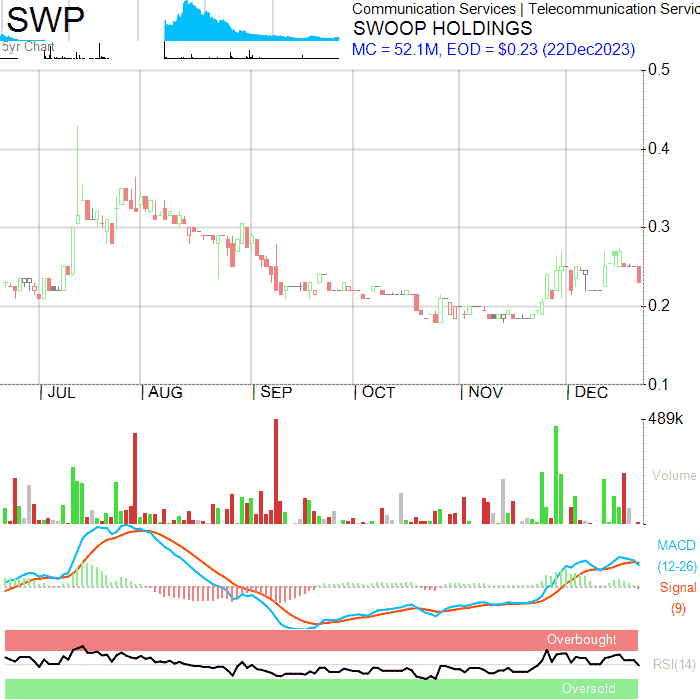 SWP
Communication Services | Telecommunication Servic
SWOOP HOLDINGS
MC = 52.1M, EOD = $0.23 (22Dec2023)
5yr Chart
0.5
0.4
0.3
0.2
0.1
| JUL | AUG | SEP | OCT | NOV | DEC
489k
Volume
MACD
(12-26)
Signal
(9)
Overbought
RSI(14)
Oversold